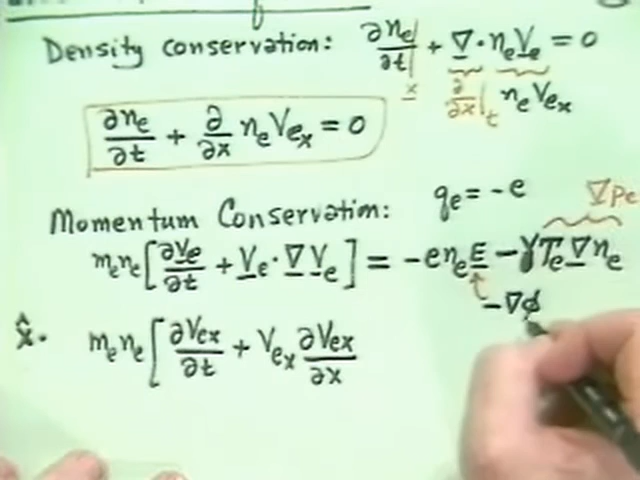 Density conservation: ∂nₑ/∂t| + ∇·nₑVₑ = 0
x ∂/∂x|t nₑVₑₓ
∂nₑ/∂t + ∂/∂x nₑVₑₓ = 0
qₑ = -e ∇pₑ
Momentum Conservation:
mₑnₑ[∂Vₑ/∂t + Vₑ·∇Vₑ] = -enₑE - γTₑ∇nₑ
-∇φ
x̂· mₑnₑ[∂Vₑₓ/∂t + Vₑₓ ∂Vₑₓ/∂x